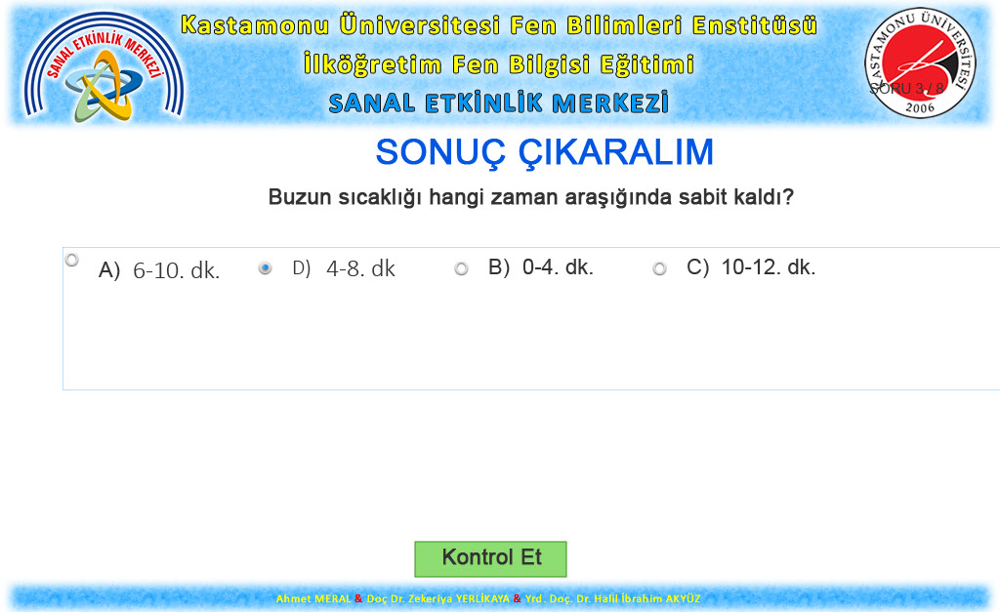 Kastamonu Üniversitesi Fen Bilimleri Enstitüsü
İlköğretim Fen Bilgisi Eğitimi
SANAL ETKİNLİK MERKEZİ
SANAL ETKİNLİK MERKEZİ
KASTAMONU ÜNİVERSİTESİ
2006
SORU 3 / 8
SONUÇ ÇIKARALIM
Buzun sıcaklığı hangi zaman araşığında sabit kaldı?
A) 6-10. dk. D) 4-8. dk B) 0-4. dk. C) 10-12. dk.
Kontrol Et
Ahmet MERAL & Doç Dr. Zekeriya YERLİKAYA & Yrd. Doç. Dr. Halil İbrahim AKYÜZ